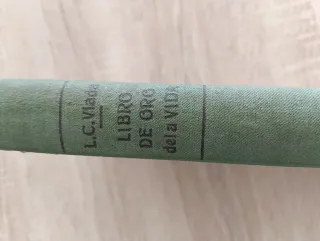 L.C.Viada
LIBRO
DE ORO
de la VIDA